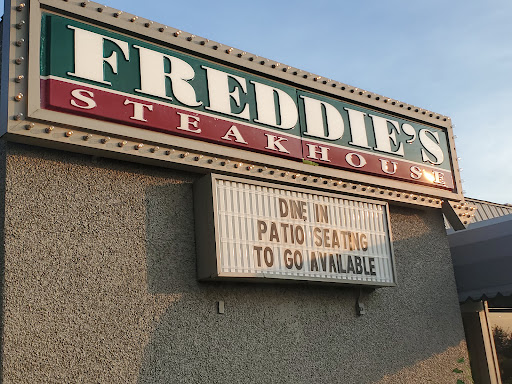 FREDDIE'S
STEAKHOUSE
DINE IN
PATIO SEATING
TO GO AVAILABLE